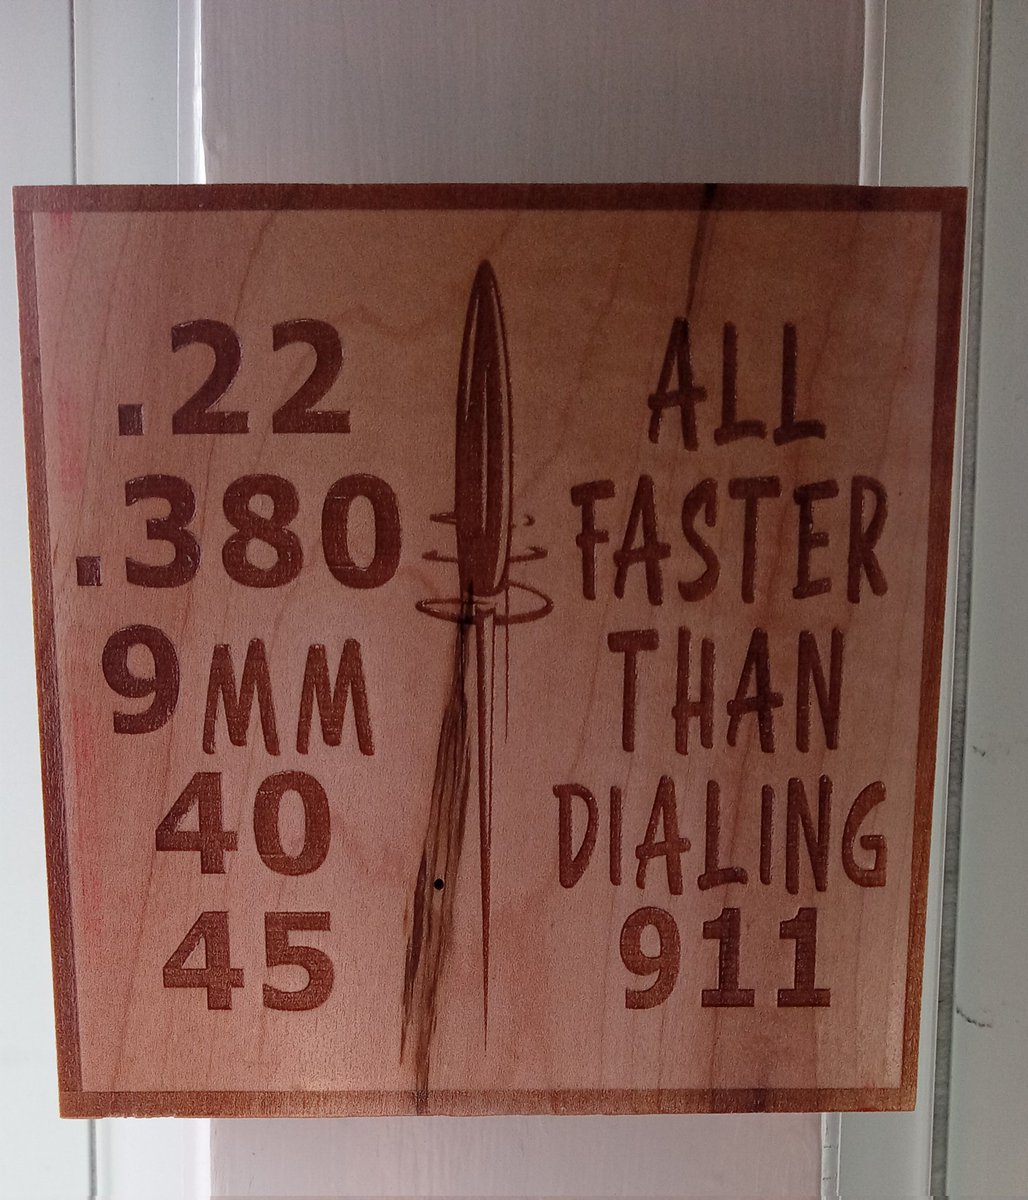 .22
.380
9MM
40
45
ALL
FASTER
THAN
DIALING
911